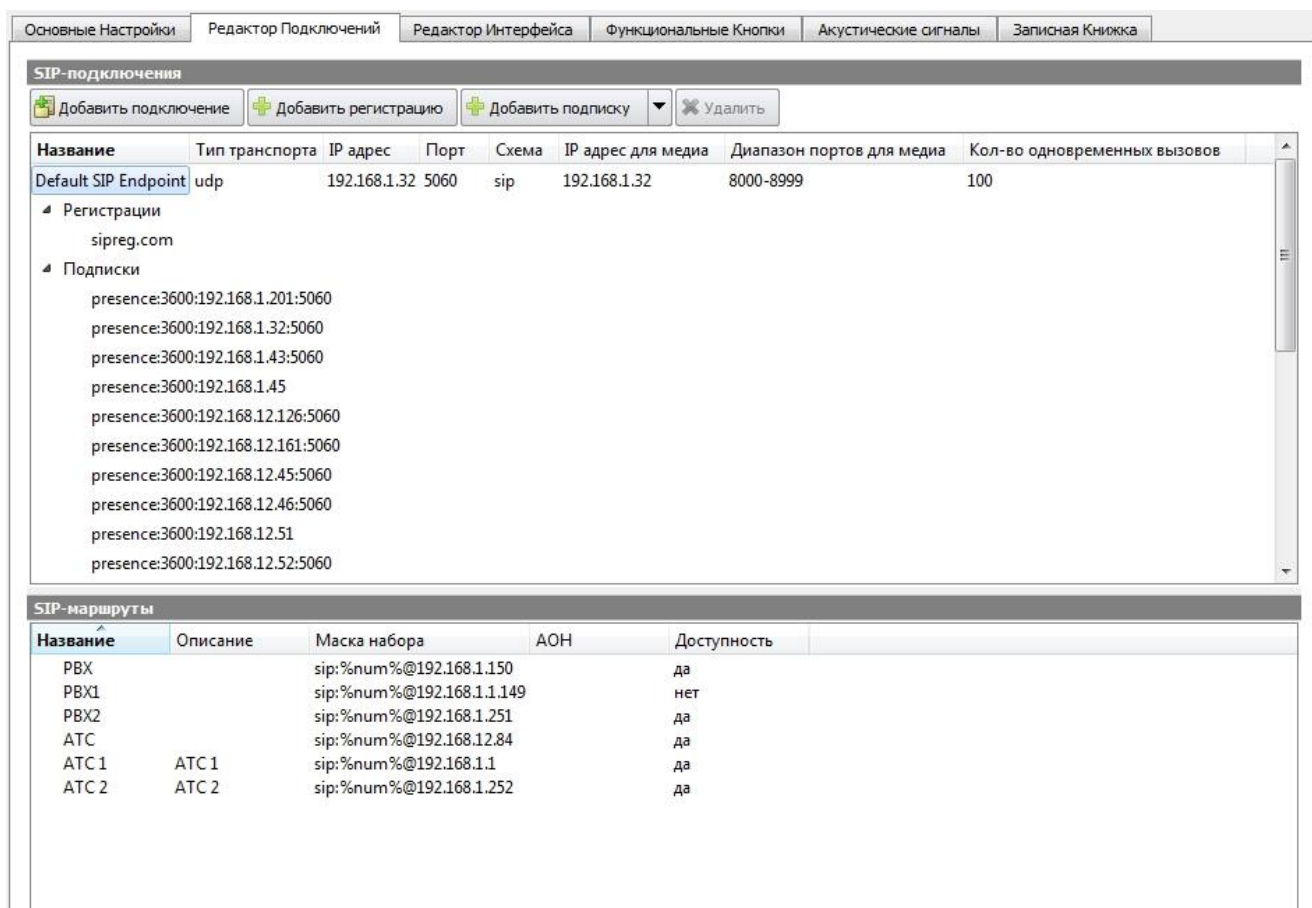 Основные Настройки Редактор Подключений Редактор Интерфейса Функциональные Кнопки Акустические сигналы Записная Книжка
SIP-подключения
Добавить подключение Добавить регистрацию Добавить подписку Удалить
Название Тип транспорта IP адрес Порт Схема IP адрес для медиа Диапазон портов для медиа Кол-во одновременных вызовов
Default SIP Endpoint udp 192.168.1.32 5060 sip 192.168.1.32 8000-8999 100
Регистрации
sipreg.com
Подписки
presence:3600:192.168.1.201:5060
presence:3600:192.168.1.32:5060
presence:3600:192.168.1.43:5060
presence:3600:192.168.1.45
presence:3600:192.168.12.126:5060
presence:3600:192.168.12.161:5060
presence:3600:192.168.12.45:5060
presence:3600:192.168.12.46:5060
presence:3600:192.168.12.51
presence:3600:192.168.12.52:5060
SIP-маршруты
Название Описание Маска набора АОН Доступность
PBX sip:%num%@192.168.1.150 да
PBX1 sip:%num%@192.168.1.1.149 нет
PBX2 sip:%num%@192.168.1.251 да
АТС sip:%num%@192.168.12.84 да
АТС 1 АТС 1 sip:%num%@192.168.1.1 да
АТС 2 АТС 2 sip:%num%@192.168.1.252 да